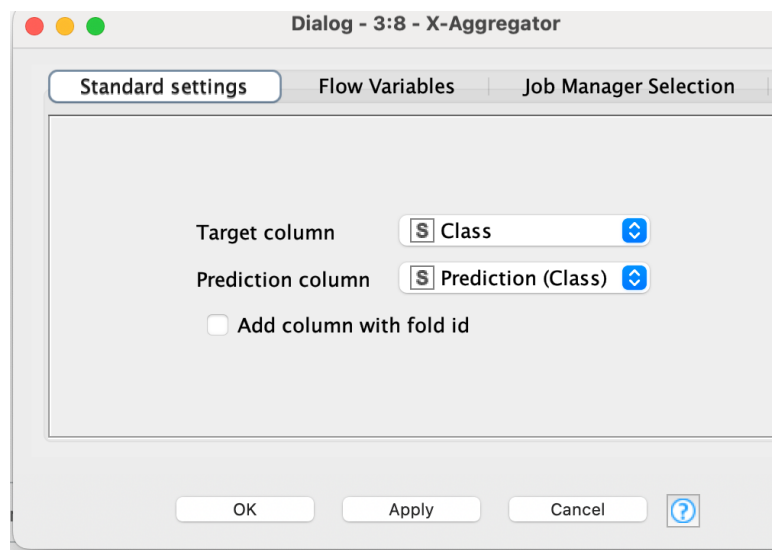 Dialog - 3:8 - X-Aggregator
Standard settings Flow Variables Job Manager Selection
Target column S Class
Prediction column S Prediction (Class)
Add column with fold id
OK Apply Cancel ?